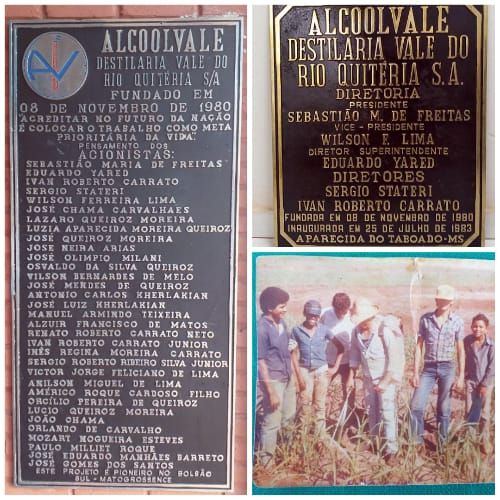 AV
ALCOOLVALE
DESTILARIA VALE DO
RIO QUITÉRIA S/A
FUNDADO EM
08 DE NOVEMBRO DE 1980
"ACREDITAR NO FUTURO DA NAÇÃO
É COLOCAR O TRABALHO COMO META
PRIORITÁRIA DA VIDA".
PENSAMENTO DOS
ACIONISTAS:
SEBASTIÃO MARIA DE FREITAS
EDUARDO YARED
IVAN ROBERTO CARRATO
SERGIO STATERI
WILSON FERREIRA LIMA
JOSÉ CHAMA CARVALHAES
LAZARO QUEIROZ MOREIRA
LUZIA APARECIDA MOREIRA QUEIROZ
JOSÉ QUEIROZ MOREIRA
JOSE NEIRA ARIAS
JOSÉ OLIMPIO MILANI
OSVALDO DA SILVA QUEIROZ
VILSON BERNARDES DE MELO
JOSÉ MENDES DE QUEIROZ
ANTONIO CARLOS KHERLAKIAN
JOSÉ LUIZ KHERLAKIAN
MANUEL ARMINDO TEIXEIRA
ALZUIR FRANCISCO DE MATOS
RENATO ROBERTO CARRATO NETO
IVAN ROBERTO CARRATO JUNIOR
INÊS REGINA MOREIRA CARRATO
SERGIO ROBERTO RIBEIRO SILVA JUNIOR
VICTOR JORGE FELICIANO DE LIMA
ANILSON MIGUEL DE LIMA
AMÉRICO ROQUE CARDOSO FILHO
ORCÍLIO PEREIRA DE QUEIROZ
LUCIO QUEIROZ MOREIRA
JOÃO CHAMA
ORLANDO DE CARVALHO
MOZART NOGUEIRA ESTEVES
PAULO MILLIET ROQUE
JOSÉ EDUARDO MANHÃES BARRETO
JOSÉ GOMES DOS SANTOS
ESTE PROJETO É PIONEIRO NO BOLSÃO
SUL-MATOGROSSENCE
ALCOOLVALE
DESTILARIA VALE DO
RIO QUITÉRIA S.A.
DIRETORIA
PRESIDENTE
SEBASTIÃO M. DE FREITAS
VICE-PRESIDENTE
WILSON F. LIMA
DIRETOR SUPERINTENDENTE
EDUARDO YARED
DIRETORES
SERGIO STATERI
IVAN ROBERTO CARRATO
FUNDADA EM 08 DE NOVEMBRO DE 1980
INAUGURADA EM 25 DE JULHO DE 1983
APARECIDA DO TABOADO-MS